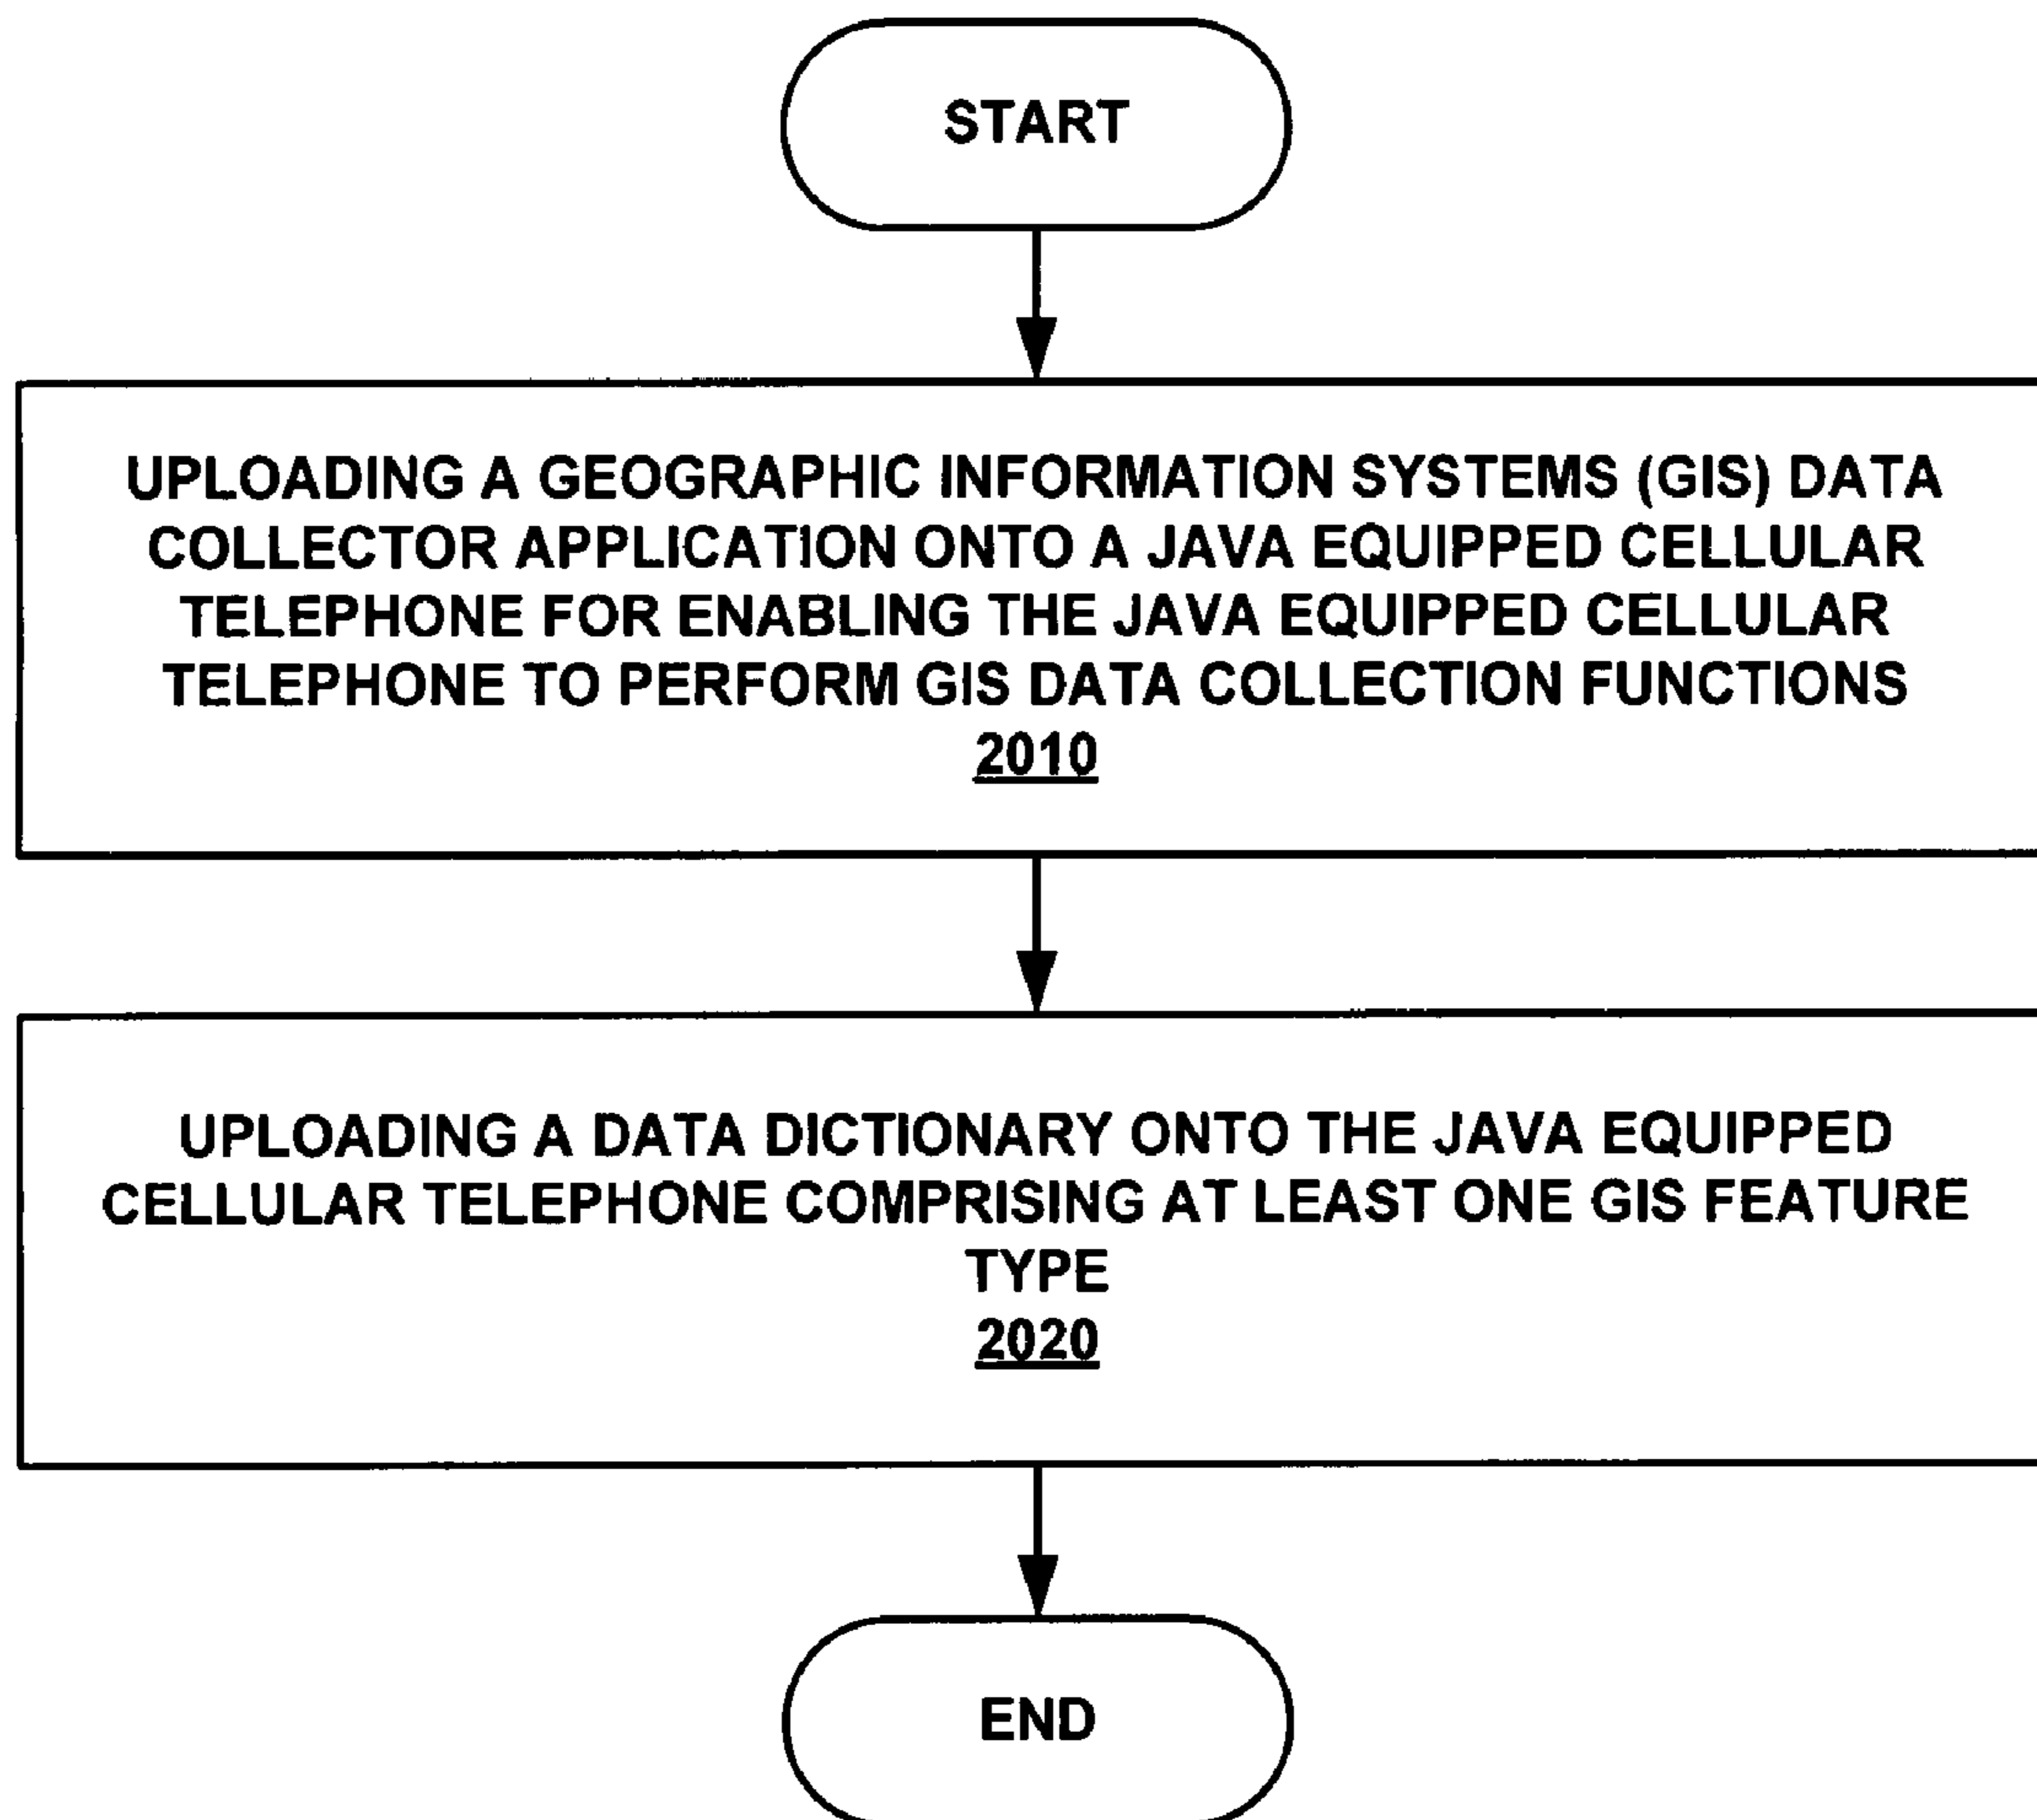 START
UPLOADING A GEOGRAPHIC INFORMATION SYSTEMS (GIS) DATA
COLLECTOR APPLICATION ONTO A JAVA EQUIPPED CELLULAR
TELEPHONE FOR ENABLING THE JAVA EQUIPPED CELLULAR
TELEPHONE TO PERFORM GIS DATA COLLECTION FUNCTIONS
2010
UPLOADING A DATA DICTIONARY ONTO THE JAVA EQUIPPED
CELLULAR TELEPHONE COMPRISING AT LEAST ONE GIS FEATURE
TYPE
2020
END